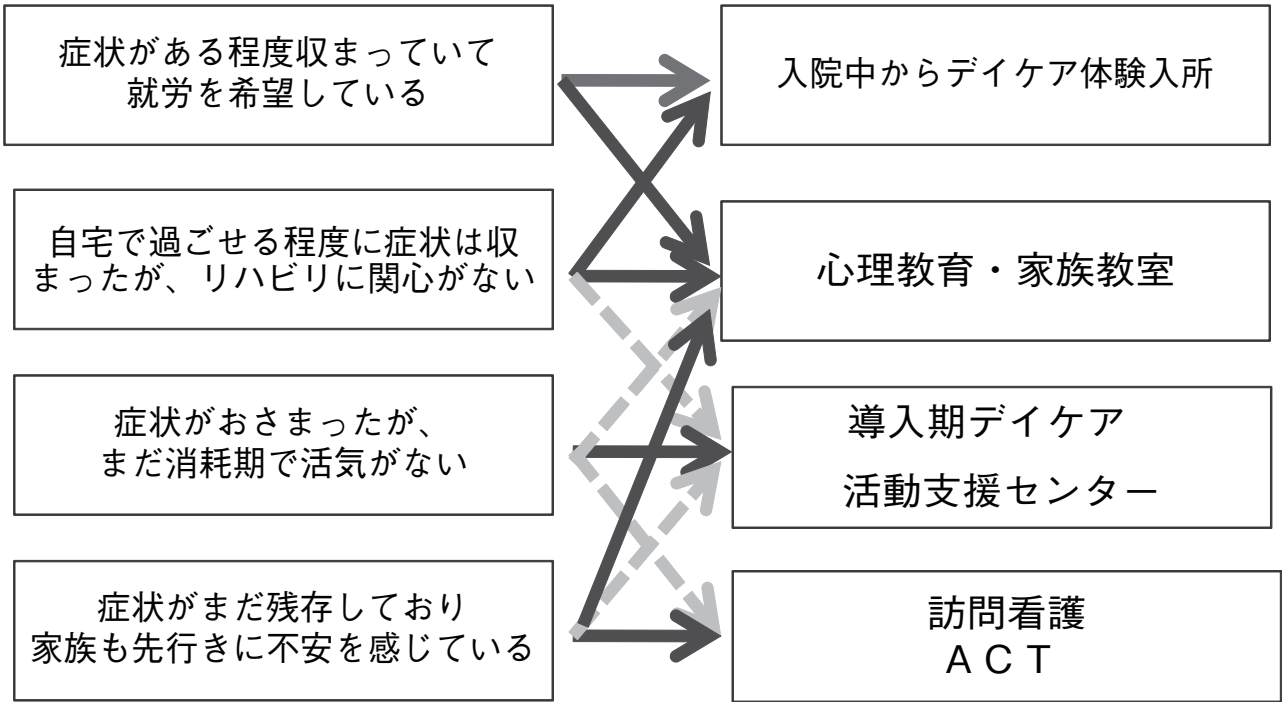 症状がある程度収まっていて
就労を希望している
入院中からデイケア体験入所
自宅で過ごせる程度に症状は収
まったが、リハビリに関心がない
心理教育・家族教室
症状がおさまったが、
まだ消耗期で活気がない
導入期デイケア
活動支援センター
症状がまだ残存しており
家族も先行きに不安を感じている
訪問看護
ＡＣＴ